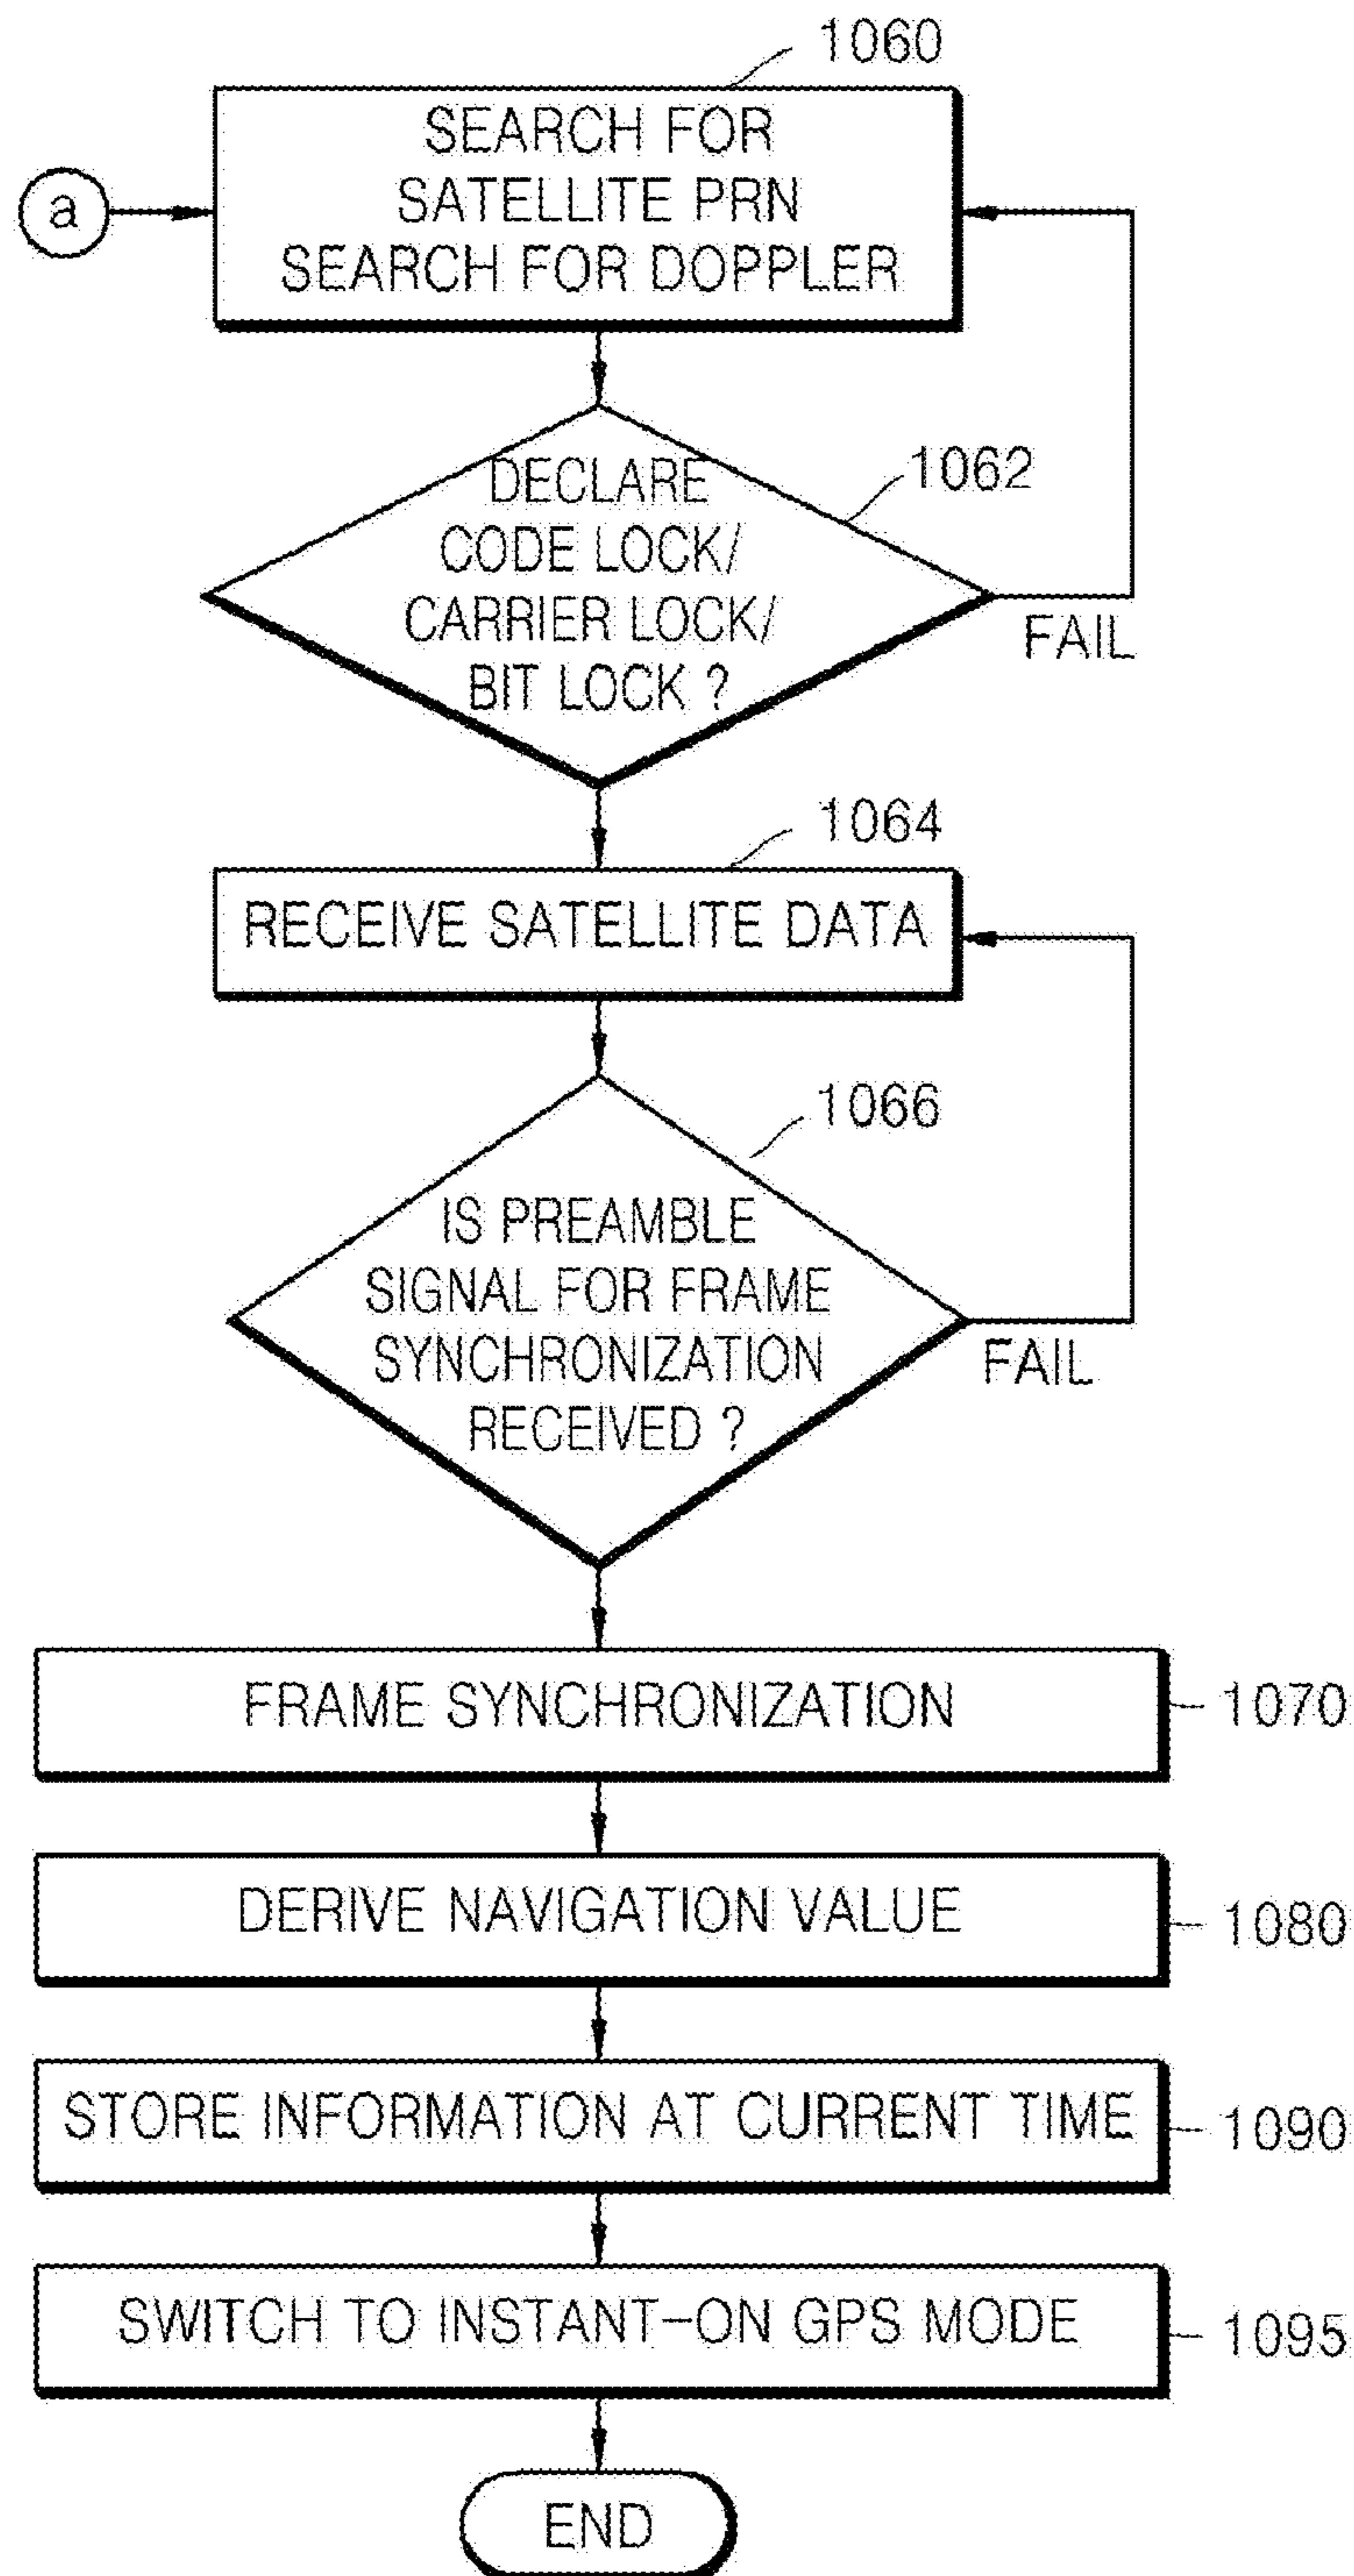 1060
SEARCH FOR
SATELLITE PRN
SEARCH FOR DOPPLER
a
1062
DECLARE
CODE LOCK/
CARRIER LOCK/
BIT LOCK ?
FAIL
1064
RECEIVE SATELLITE DATA
1066
IS PREAMBLE
SIGNAL FOR FRAME
SYNCHRONIZATION
RECEIVED ?
FAIL
FRAME SYNCHRONIZATION
1070
DERIVE NAVIGATION VALUE
1080
STORE INFORMATION AT CURRENT TIME
1090
SWITCH TO INSTANT-ON GPS MODE
1095
END